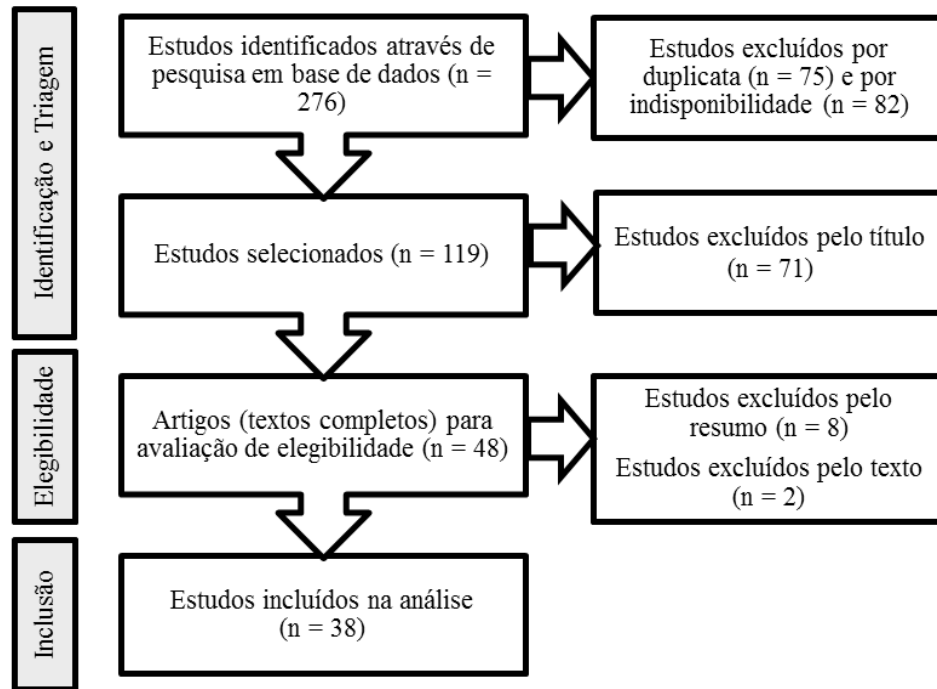 Identificação e Triagem
Estudos identificados através de
pesquisa em base de dados (n =
276)
Estudos excluídos por
duplicata (n = 75) e por
indisponibilidade (n = 82)
Estudos selecionados (n = 119)
Estudos excluídos pelo título
(n = 71)
Elegibilidade
Artigos (textos completos) para
avaliação de elegibilidade (n = 48)
Estudos excluídos pelo
resumo (n = 8)
Estudos excluídos pelo texto
(n = 2)
Inclusão
Estudos incluídos na análise
(n = 38)